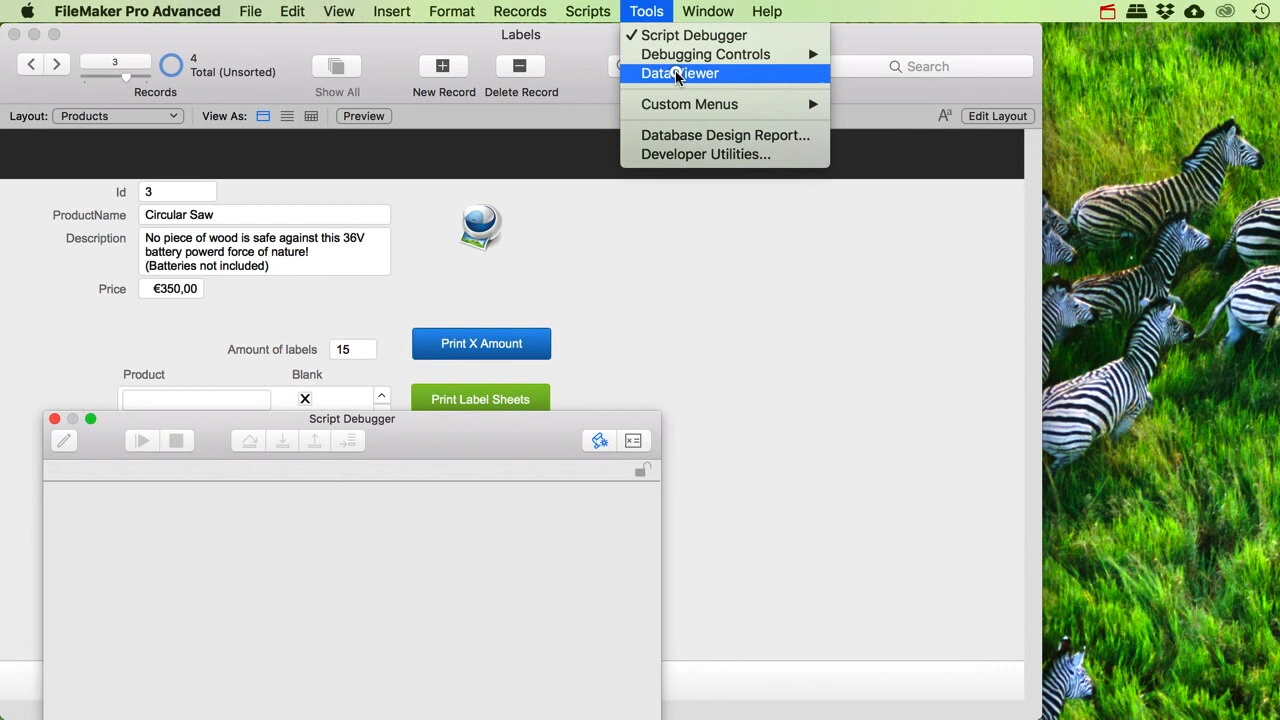 FileMaker Pro Advanced File Edit View Insert Format Records Scripts Tools Window Help
Labels
Script Debugger
Debugging Controls
Data Viewer
Custom Menus
Database Design Report...
Developer Utilities...
3
4
Total (Unsorted)
Records
Show All
New Record
Delete Record
Search
Layout: Products
View As:
Preview
Aa
Edit Layout
Id 3
ProductName Circular Saw
Description No piece of wood is safe against this 36V
battery powerd force of nature!
(Batteries not included)
Price €350,00
Amount of labels 15
Print X Amount
Product Blank
X
Print Label Sheets
Script Debugger